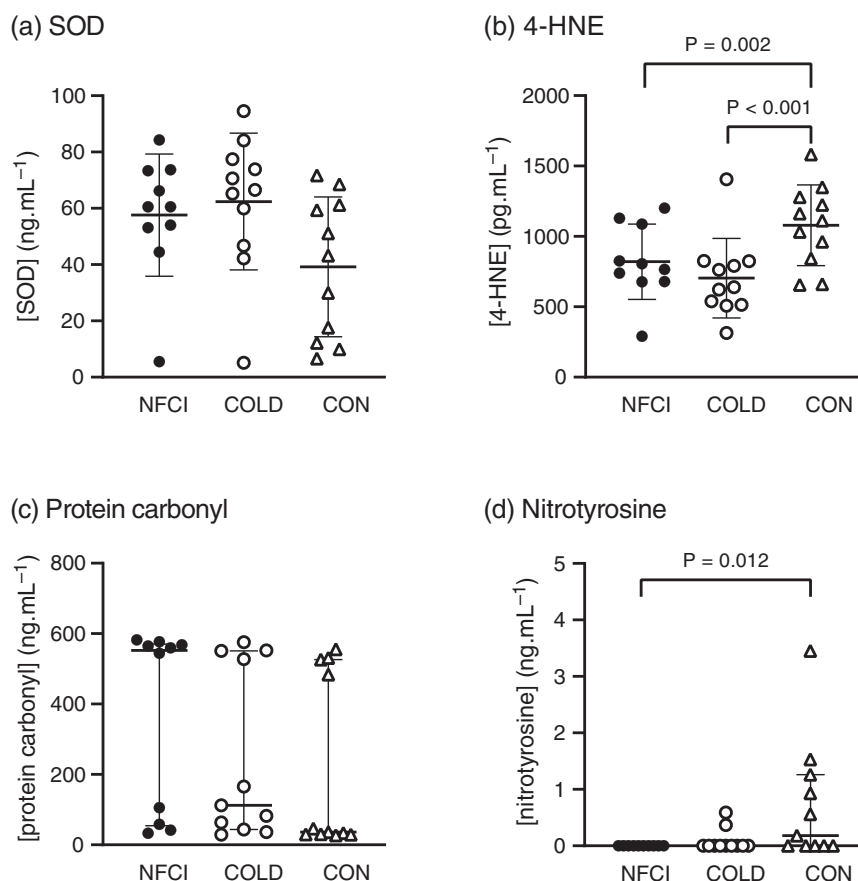 (a) SOD
[SOD] (ng.mL⁻¹)
100
80
60
40
20
0
NFCI COLD CON
(b) 4-HNE
P = 0.002
P < 0.001
[4-HNE] (pg.mL⁻¹)
2000
1500
1000
500
0
NFCI COLD CON
(c) Protein carbonyl
[protein carbonyl] (ng.mL⁻¹)
800
600
400
200
0
NFCI COLD CON
(d) Nitrotyrosine
P = 0.012
[nitrotyrosine] (ng.mL⁻¹)
5
4
3
2
1
0
NFCI COLD CON